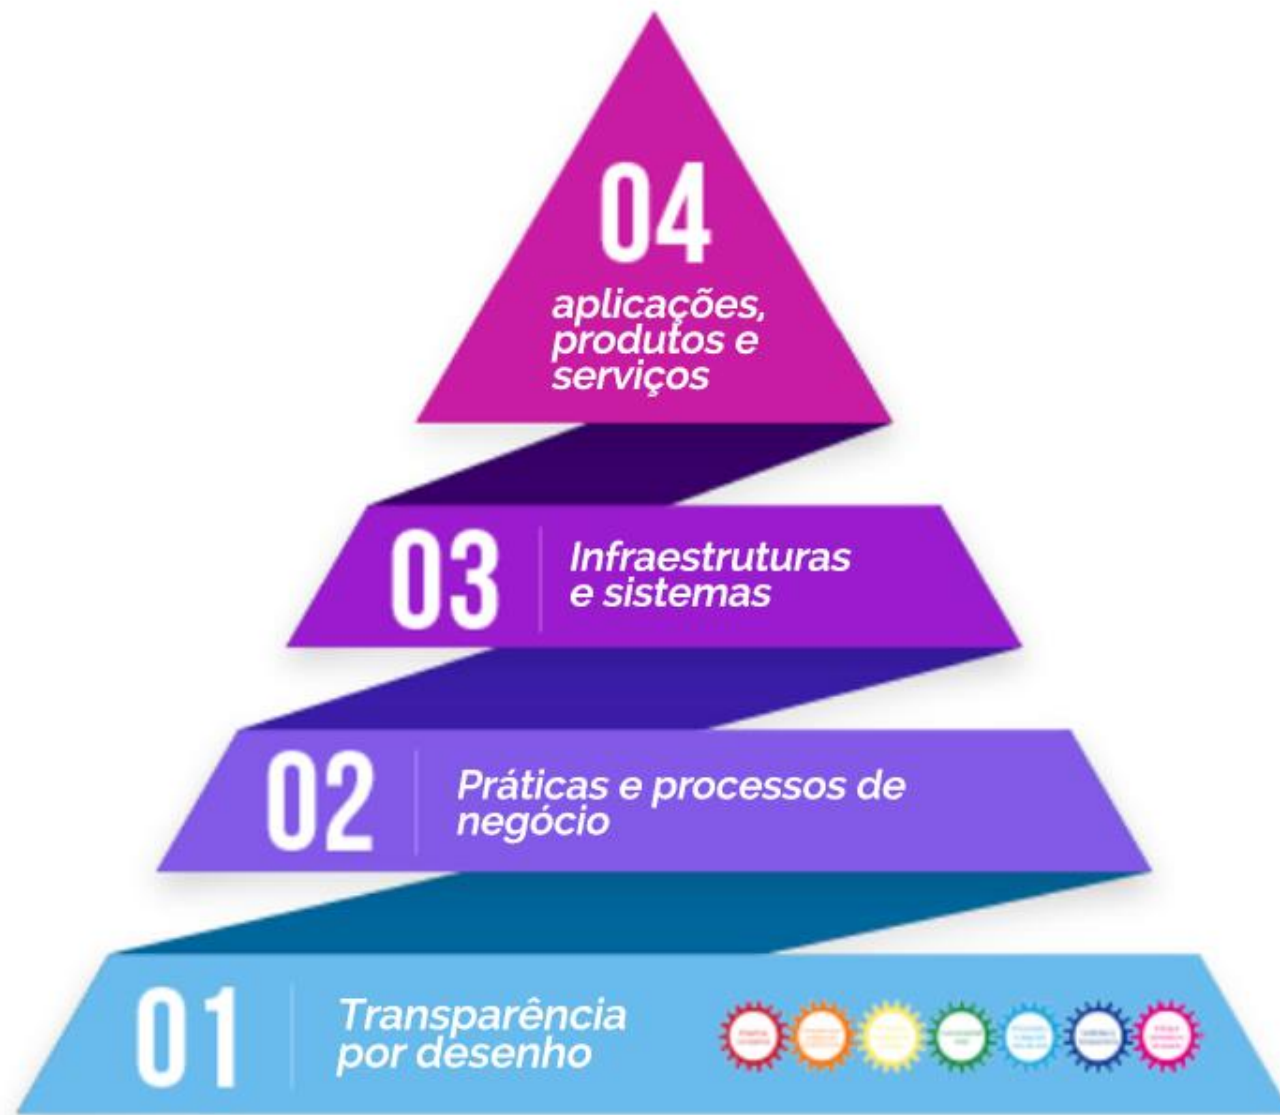 04
aplicações,
produtos e
serviços
03
Infraestruturas
e sistemas
02
Práticas e processos de
negócio
01
Transparência
por desenho